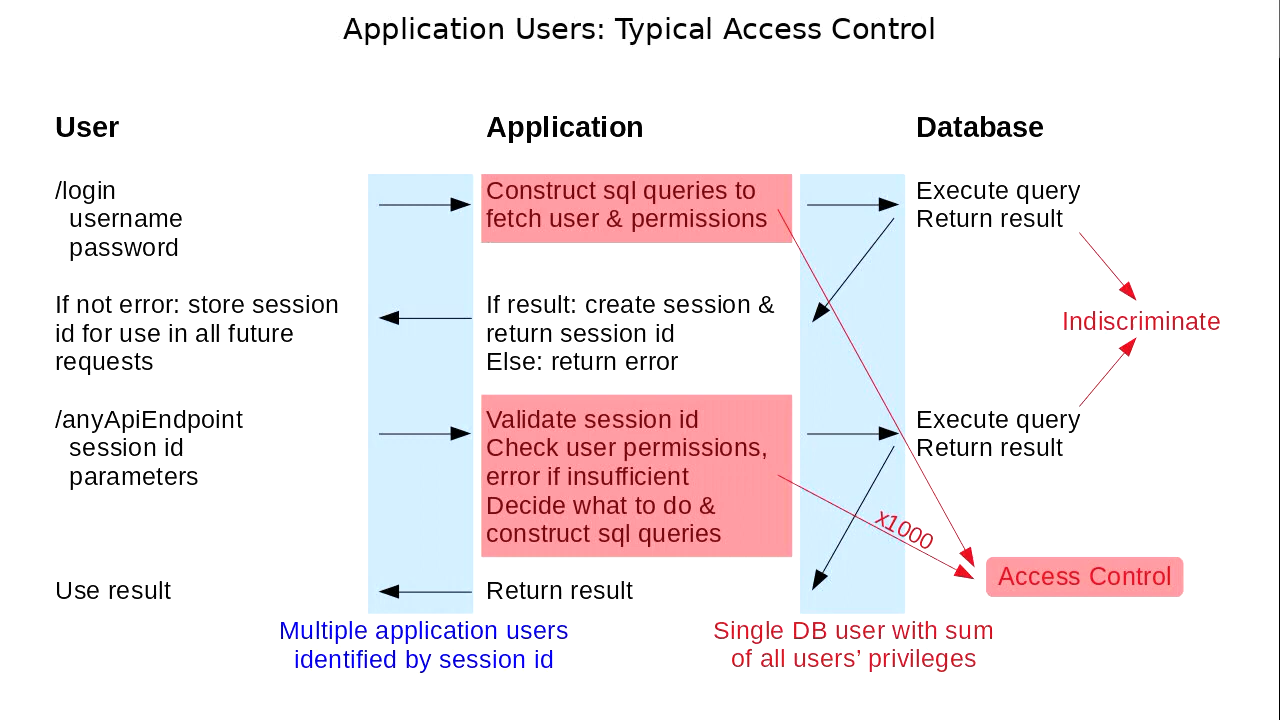 Application Users: Typical Access Control
User
Application
Database
/login
username
password
Construct sql queries to
fetch user & permissions
Execute query
Return result
If not error: store session
id for use in all future
requests
If result: create session &
return session id
Else: return error
Indiscriminate
/anyApiEndpoint
session id
parameters
Validate session id
Check user permissions,
error if insufficient
Decide what to do &
construct sql queries
Execute query
Return result
x1000
Access Control
Use result
Return result
Multiple application users
identified by session id
Single DB user with sum
of all users’ privileges